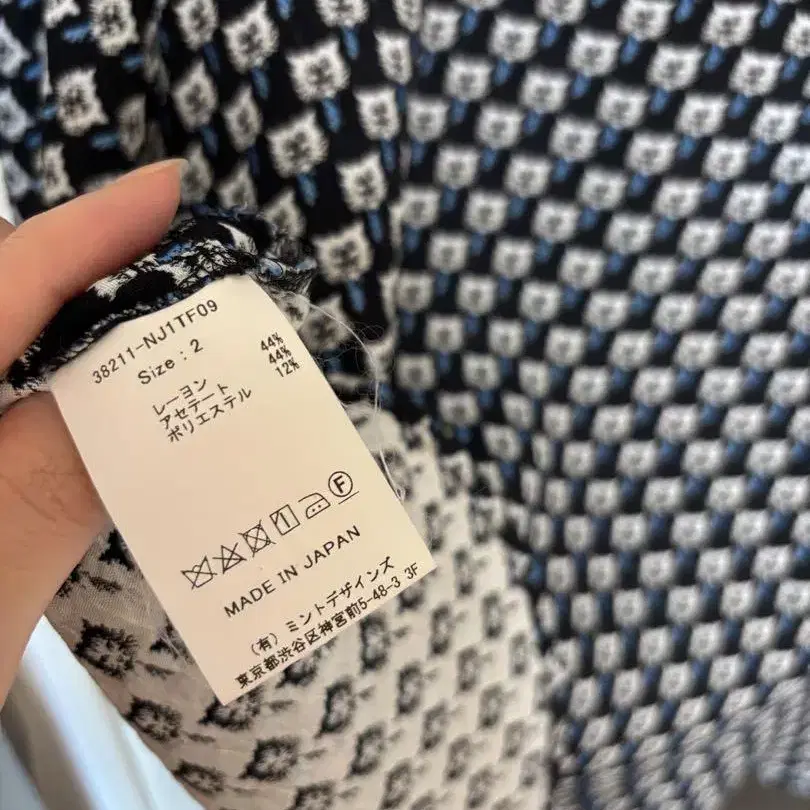 38211-NJ1TF09
Size : 2
レーヨン 44%
アセテート 44%
ポリエステル 12%
F
MADE IN JAPAN
(有) ミントデザインズ
東京都渋谷区神宮前5-48-3 3F